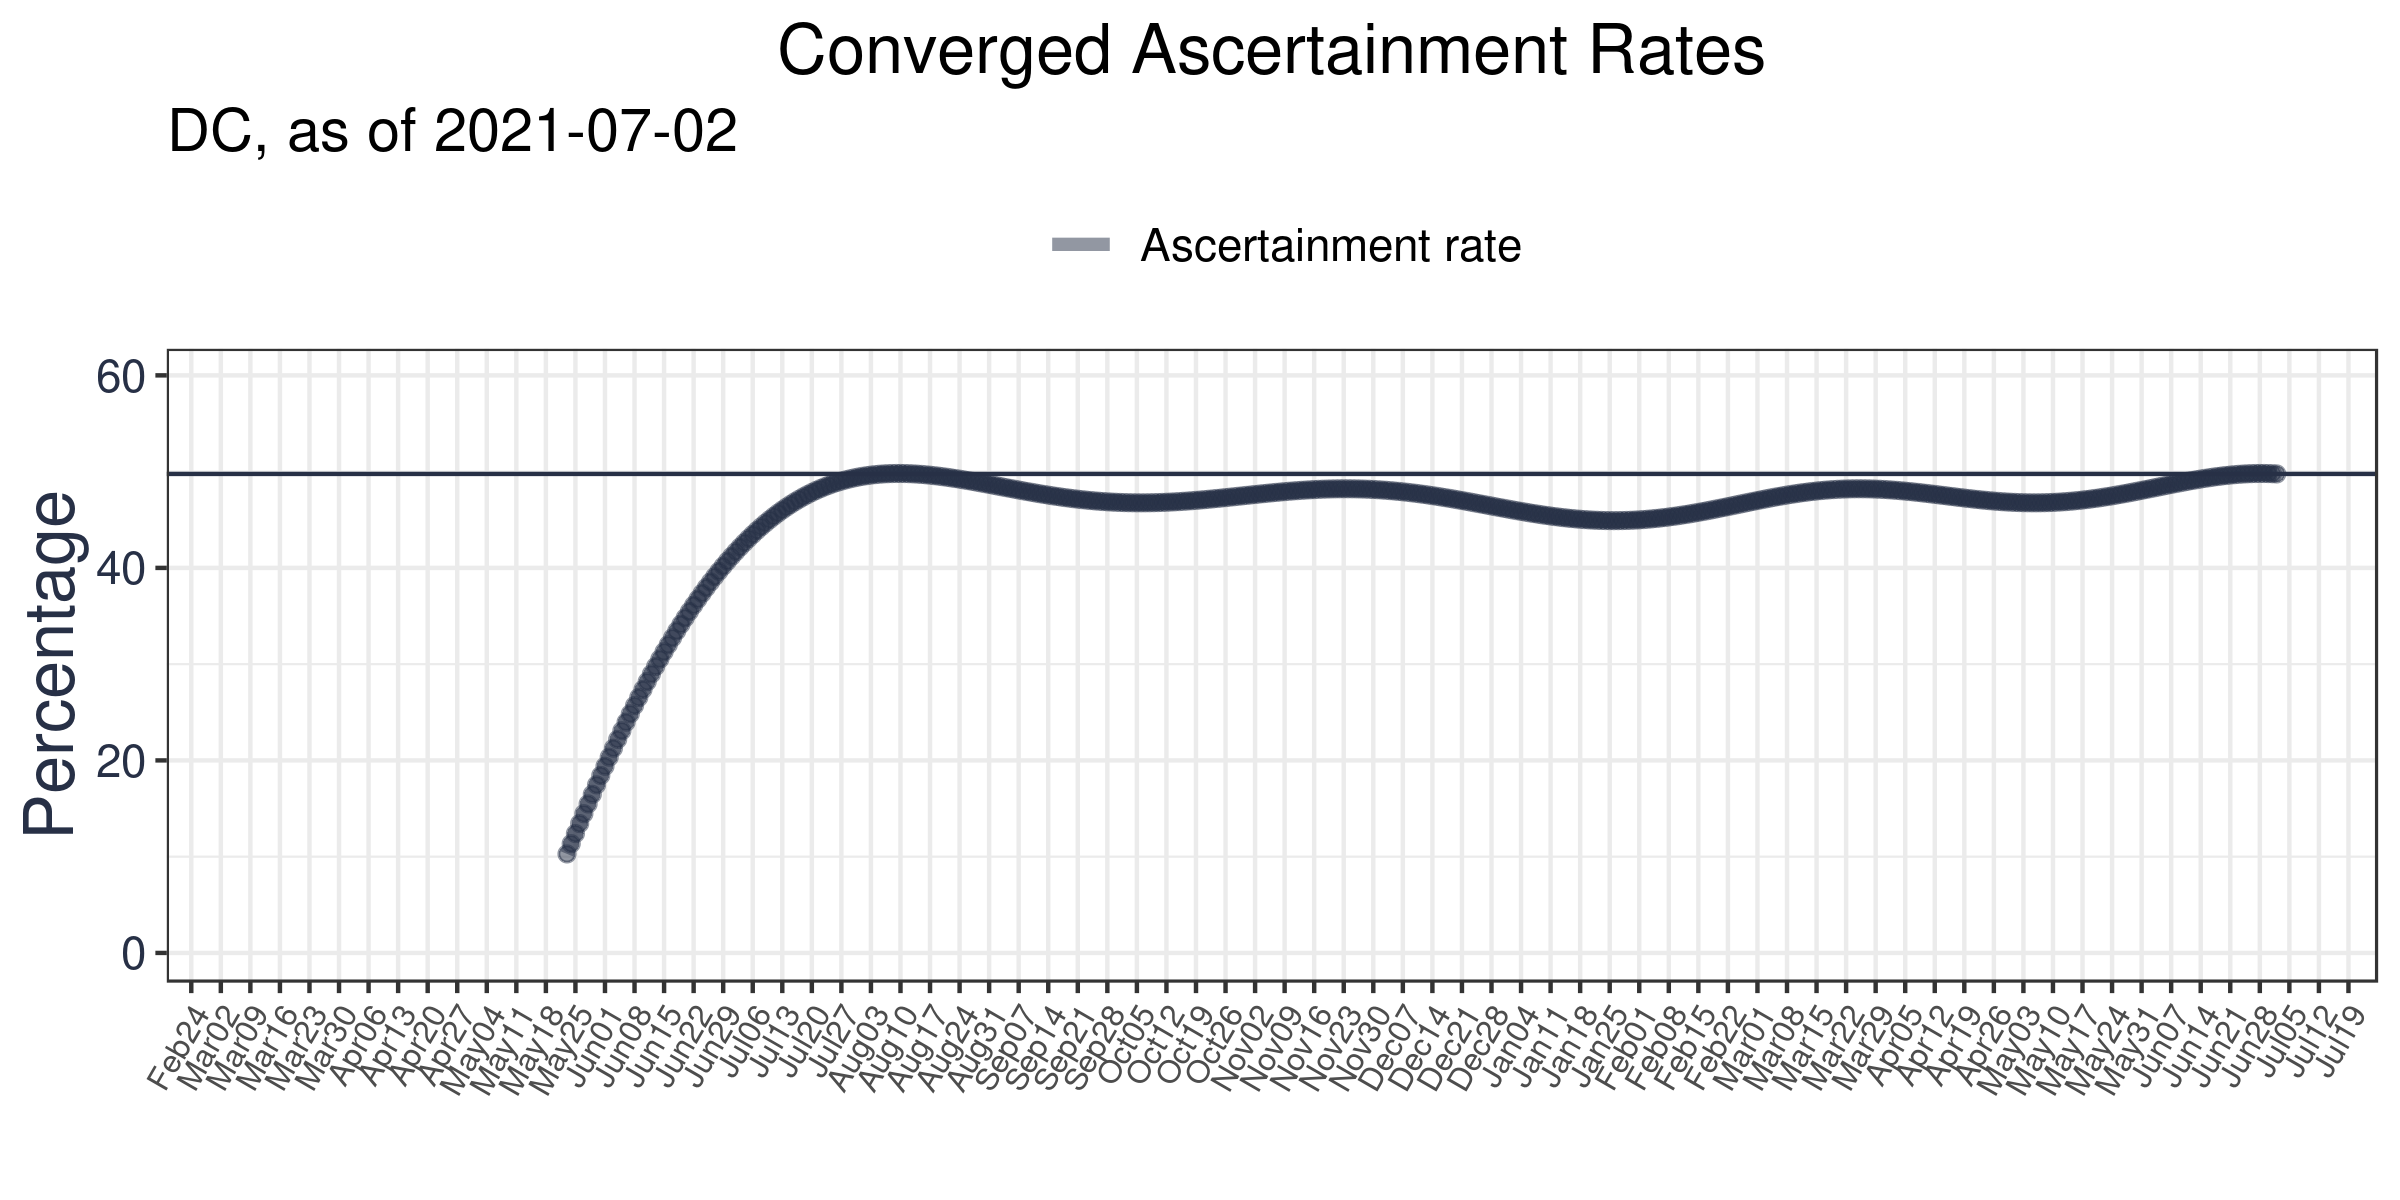 Converged Ascertainment Rates
DC, as of 2021-07-02
Ascertainment rate
Percentage
60
40
20
0
Feb24
Mar02
Mar09
Mar16
Mar23
Mar30
Apr06
Apr13
Apr20
Apr27
May04
May11
May18
May25
Jun01
Jun08
Jun15
Jun22
Jun29
Jul06
Jul13
Jul20
Jul27
Aug03
Aug10
Aug17
Aug24
Aug31
Sep07
Sep14
Sep21
Sep28
Oct05
Oct12
Oct19
Oct26
Nov02
Nov09
Nov16
Nov23
Nov30
Dec07
Dec14
Dec21
Dec28
Jan04
Jan11
Jan18
Jan25
Feb01
Feb08
Feb15
Feb22
Mar01
Mar08
Mar15
Mar22
Mar29
Apr05
Apr12
Apr19
Apr26
May03
May10
May17
May24
May31
Jun07
Jun14
Jun21
Jun28
Jul05
Jul12
Jul19